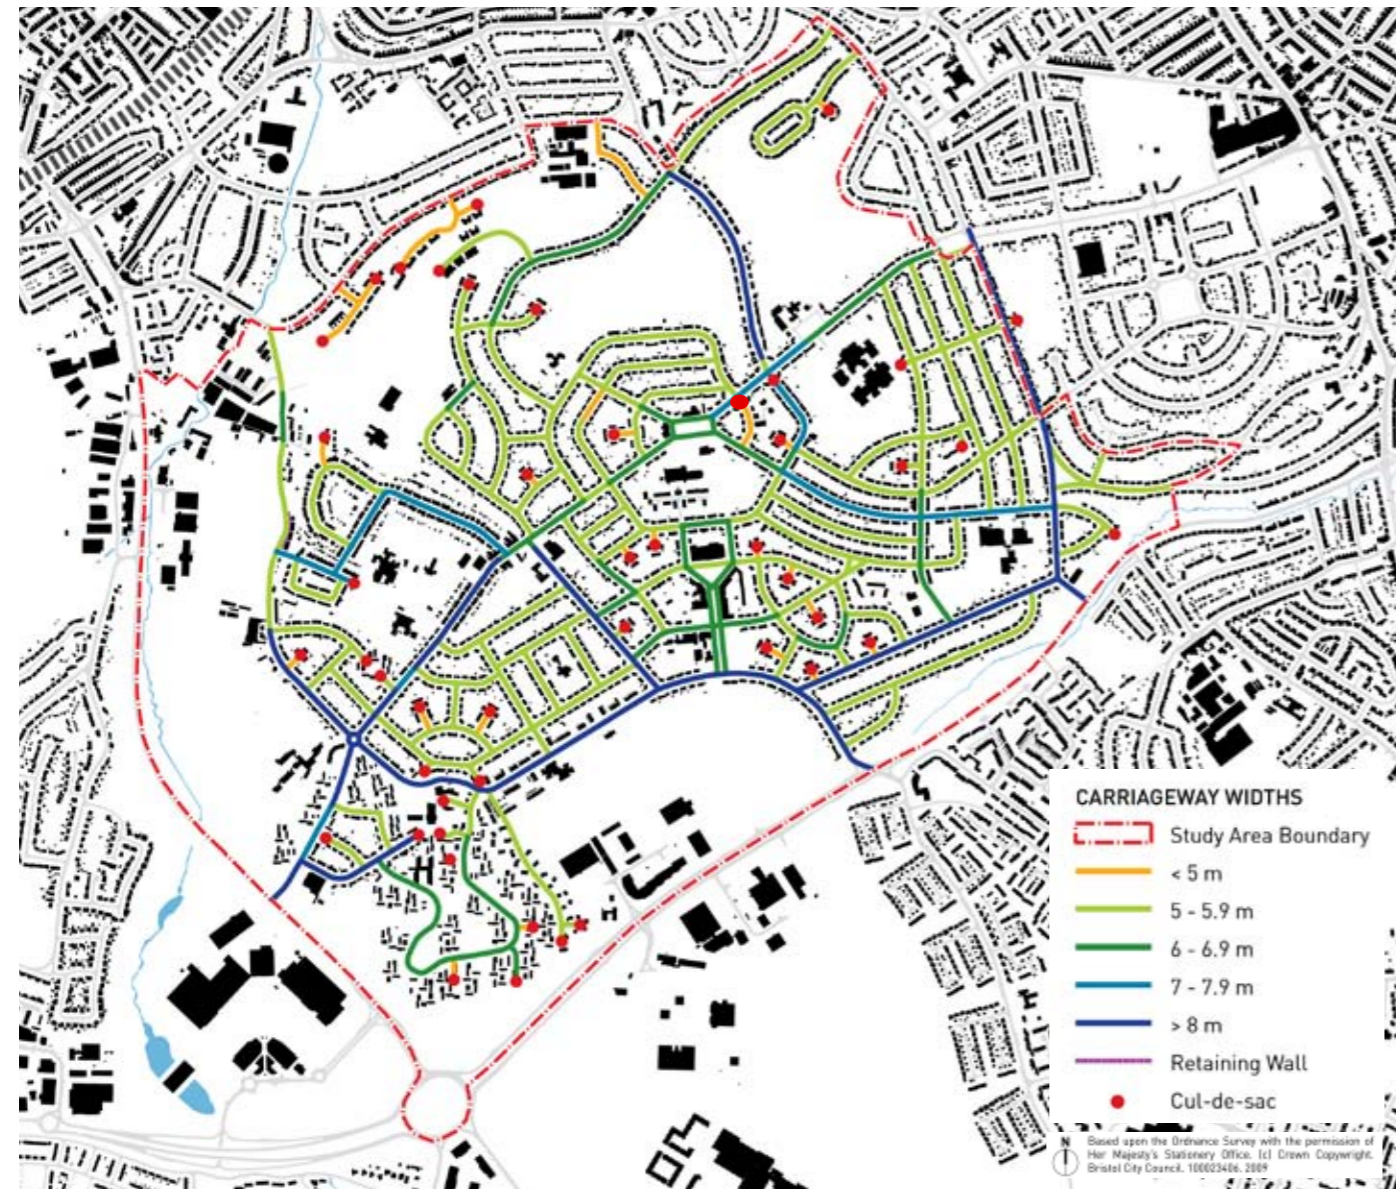 CARRIAGEWAY WIDTHS
Study Area Boundary
< 5 m
5 - 5.9 m
6 - 6.9 m
7 - 7.9 m
> 8 m
Retaining Wall
Cul-de-sac
N
Based upon the Ordnance Survey with the permission of
Her Majesty's Stationery Office. (c) Crown Copyright.
Bristol City Council. 100023406. 2009